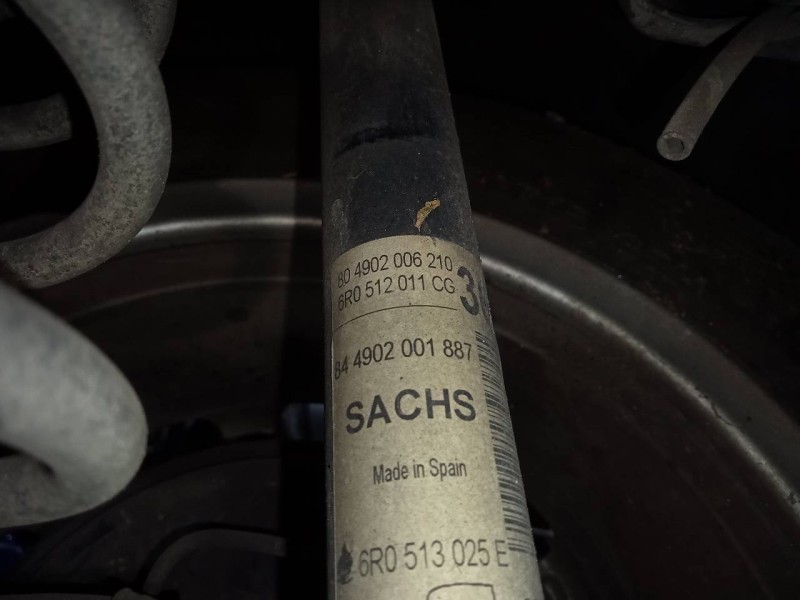 80 4902 006 210
6R0 512 011 CG
84 4902 001 887
SACHS
Made in Spain
6R0 513 025 E